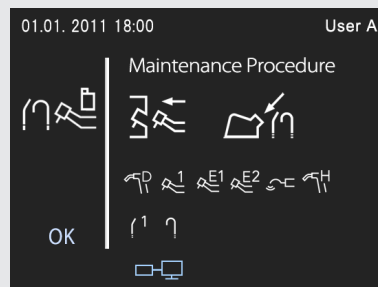 01.01. 2011 18:00 User A
Maintenance Procedure
D 1 E1 E2 H
1
OK